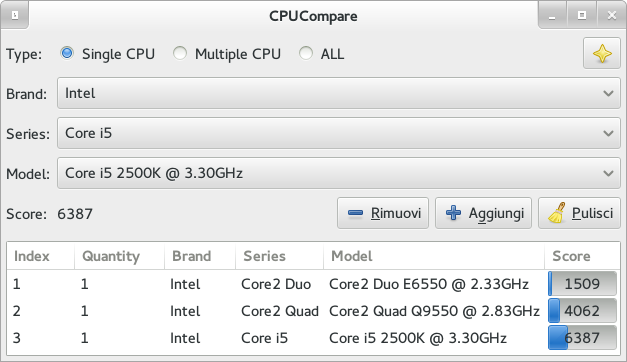 CPUCompare
Type: Single CPU Multiple CPU ALL
Brand: Intel
Series: Core i5
Model: Core i5 2500K @ 3.30GHz
Score: 6387 Rimuovi Aggiungi Pulisci
Index Quantity Brand Series Model Score
1 1 Intel Core2 Duo Core2 Duo E6550 @ 2.33GHz 1509
2 1 Intel Core2 Quad Core2 Quad Q9550 @ 2.83GHz 4062
3 1 Intel Core i5 Core i5 2500K @ 3.30GHz 6387